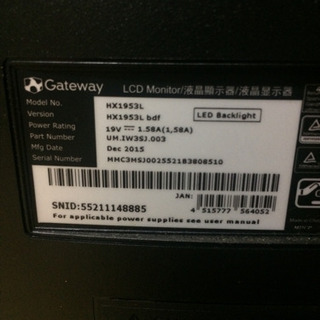 Gateway LCD Monitor/液晶顯示器/液晶显示器
Model No. HX1953L
Version HX1953L bdf LED Backlight
Power Rating 19V 1.58A(1,58A)
Part Number UM.IW3SJ.003
Mfg Date Dec 2015
Serial Number MMC3MSJ002552183808510
JAN:
SNID:55211148885 4 515777 564052
For applicable power supplies see user manual